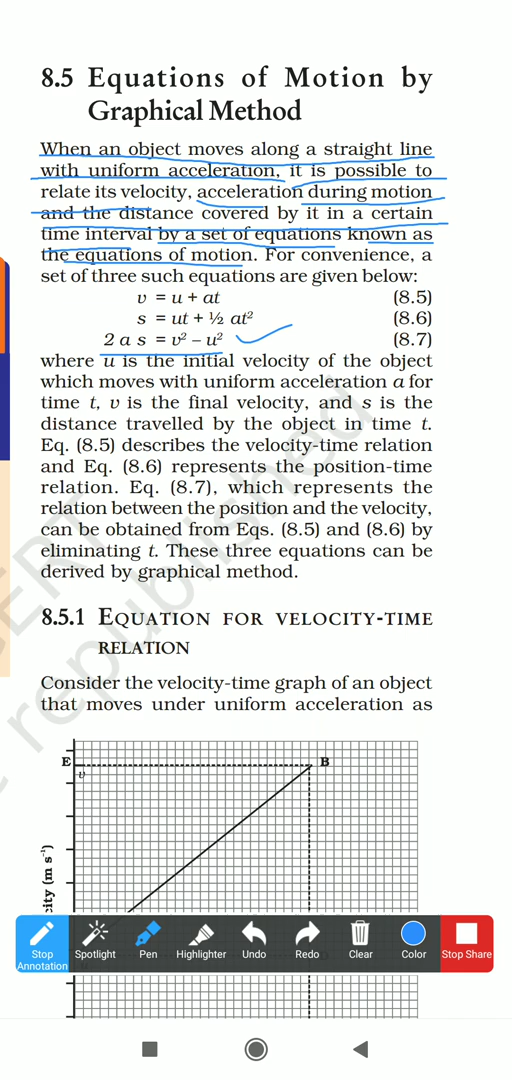 8.5 Equations of Motion by
Graphical Method
When an object moves along a straight line
with uniform acceleration, it is possible to
relate its velocity, acceleration during motion
and the distance covered by it in a certain
time interval by a set of equations known as
the equations of motion. For convenience, a
set of three such equations are given below:
v = u + at (8.5)
s = ut + ½ at² (8.6)
2 a s = v² – u² (8.7)
where u is the initial velocity of the object
which moves with uniform acceleration a for
time t, v is the final velocity, and s is the
distance travelled by the object in time t.
Eq. (8.5) describes the velocity-time relation
and Eq. (8.6) represents the position-time
relation. Eq. (8.7), which represents the
relation between the position and the velocity,
can be obtained from Eqs. (8.5) and (8.6) by
eliminating t. These three equations can be
derived by graphical method.
8.5.1 EQUATION FOR VELOCITY-TIME
RELATION
Consider the velocity-time graph of an object
that moves under uniform acceleration as
E B
v
city (m s⁻¹)
Stop Annotation Spotlight Pen Highlighter Undo Redo Clear Color Stop Share